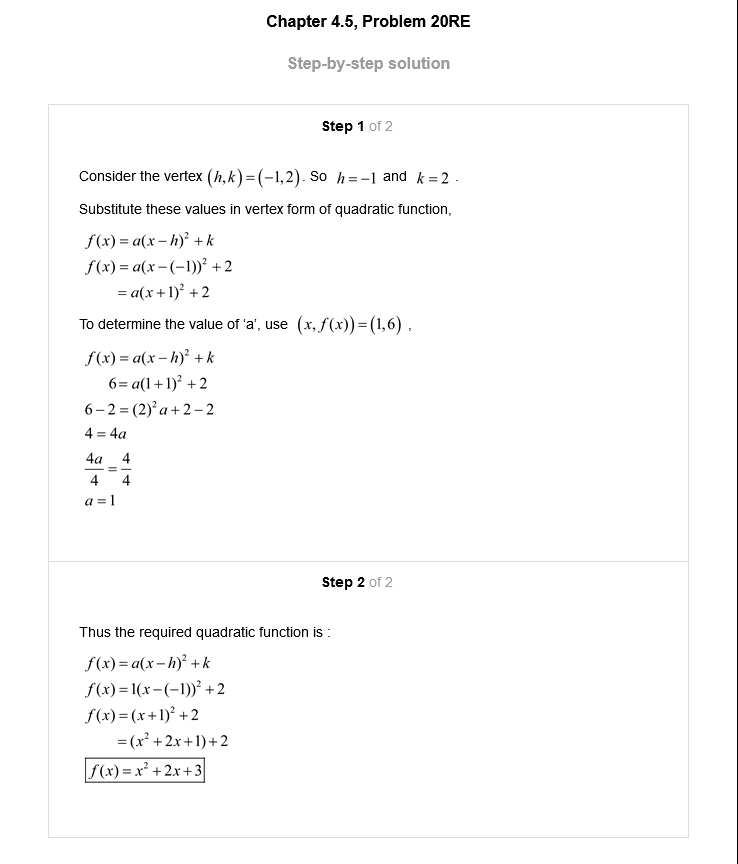 Chapter 4.5, Problem 20RE
Step-by-step solution
Step 1 of 2
Consider the vertex (h,k)=(−1,2). So h=−1 and k=2 .
Substitute these values in vertex form of quadratic function,
f(x)=a(x−h)²+k
f(x)=a(x−(−1))²+2
=a(x+1)²+2
To determine the value of ‘a’, use (x,f(x))=(1,6) ,
f(x)=a(x−h)²+k
6=a(1+1)²+2
6−2=(2)²a+2−2
4=4a
4a/4=4/4
a=1
Step 2 of 2
Thus the required quadratic function is :
f(x)=a(x−h)²+k
f(x)=1(x−(−1))²+2
f(x)=(x+1)²+2
=(x²+2x+1)+2
f(x)=x²+2x+3